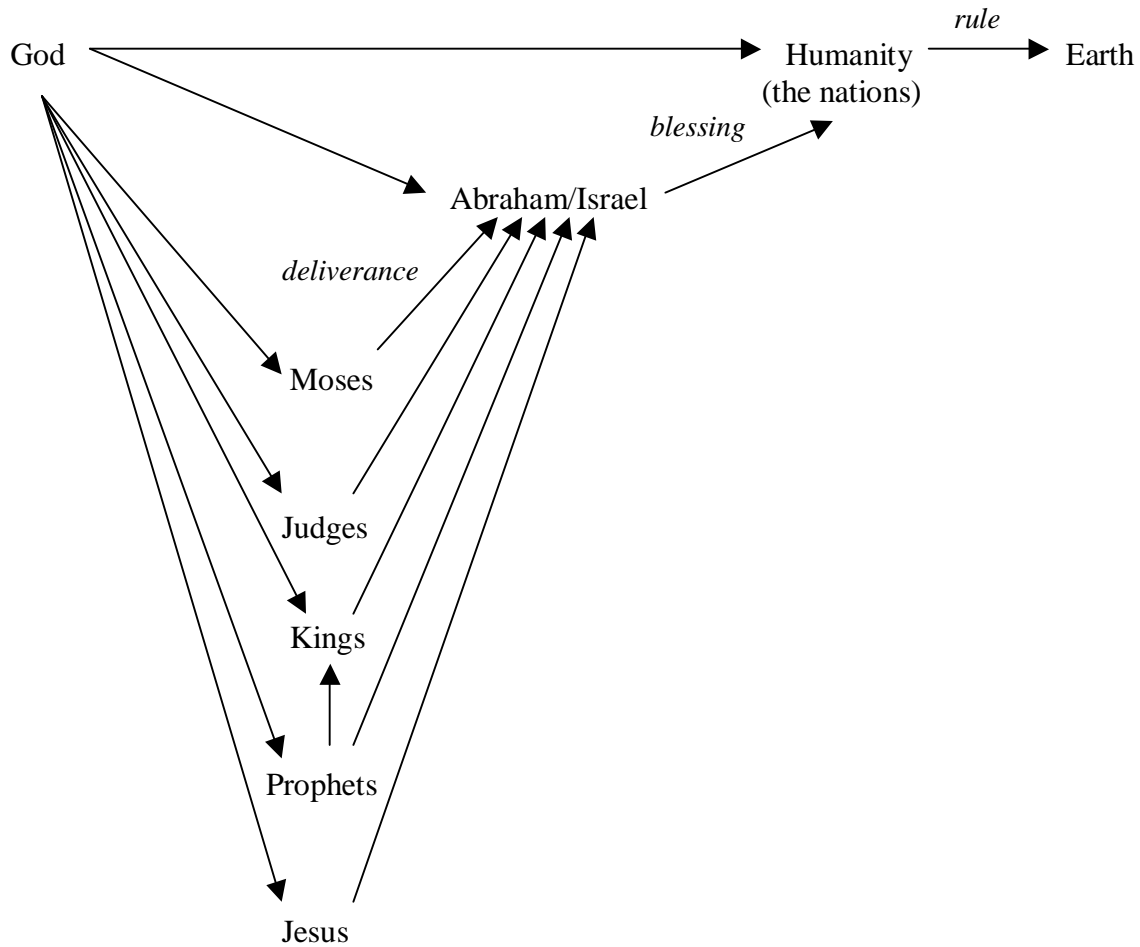 rule
God
Humanity
Earth
(the nations)
blessing
Abraham/Israel
deliverance
Moses
Judges
Kings
Prophets
Jesus